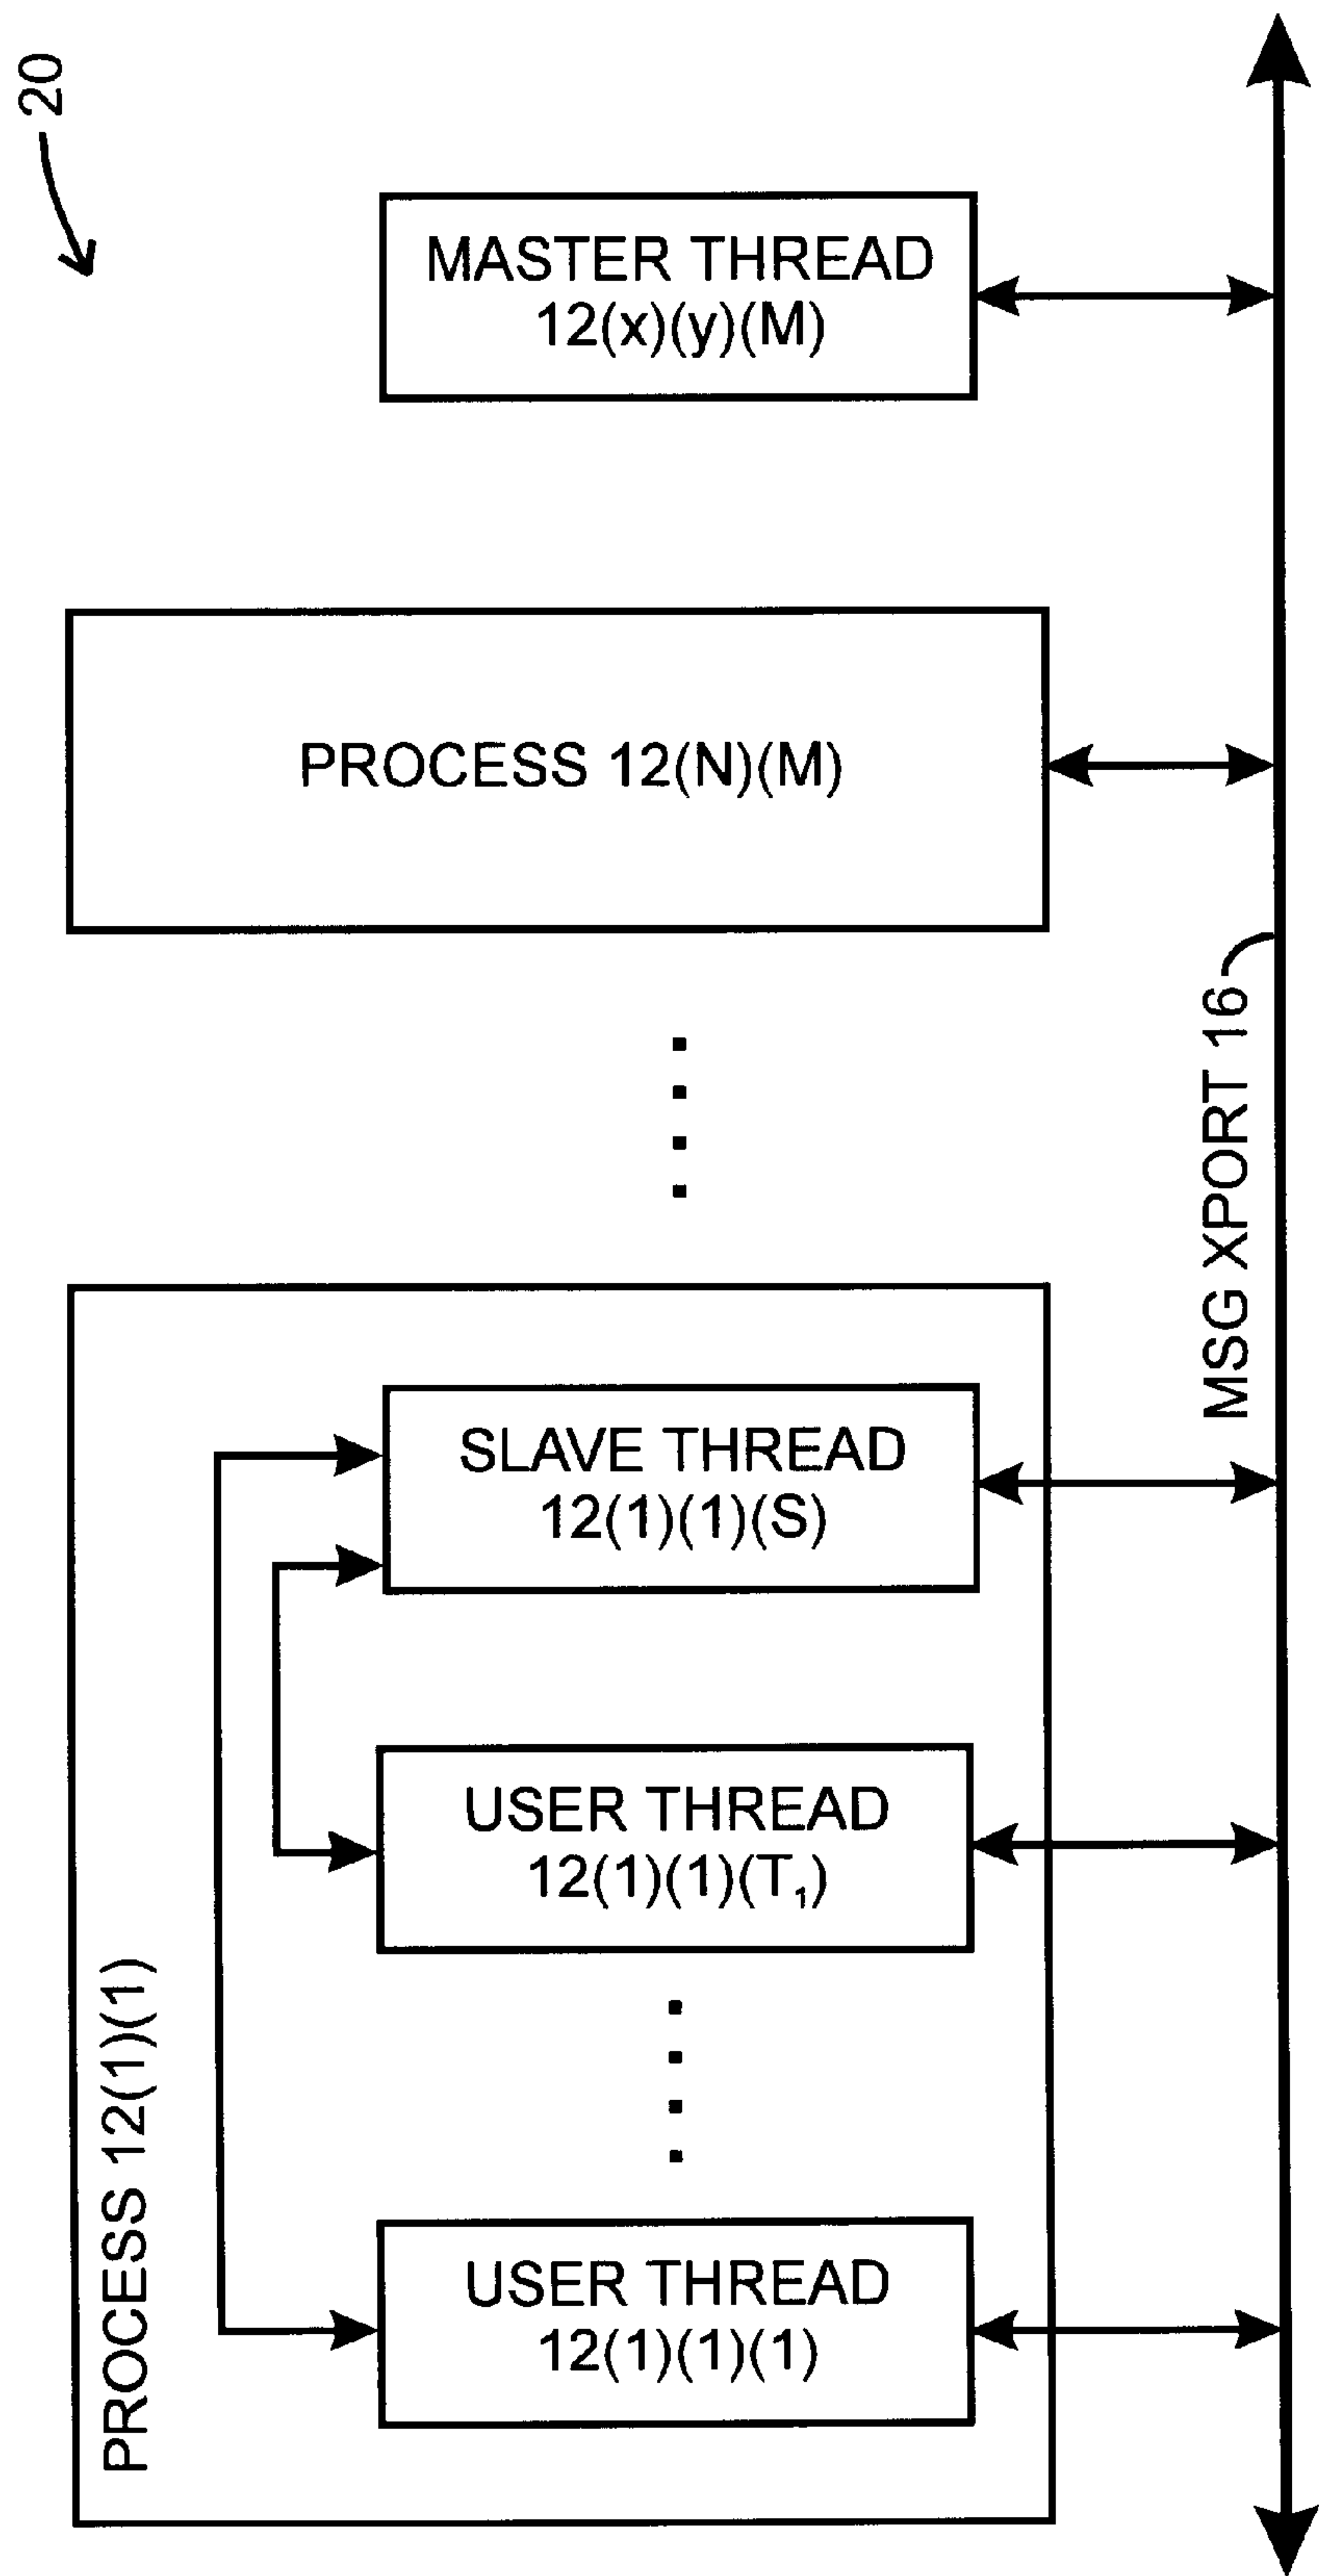 20
MASTER THREAD
12(x)(y)(M)
PROCESS 12(N)(M)
MSG XPORT 16
SLAVE THREAD
12(1)(1)(S)
USER THREAD
12(1)(1)(T₁)
PROCESS 12(1)(1)
USER THREAD
12(1)(1)(1)